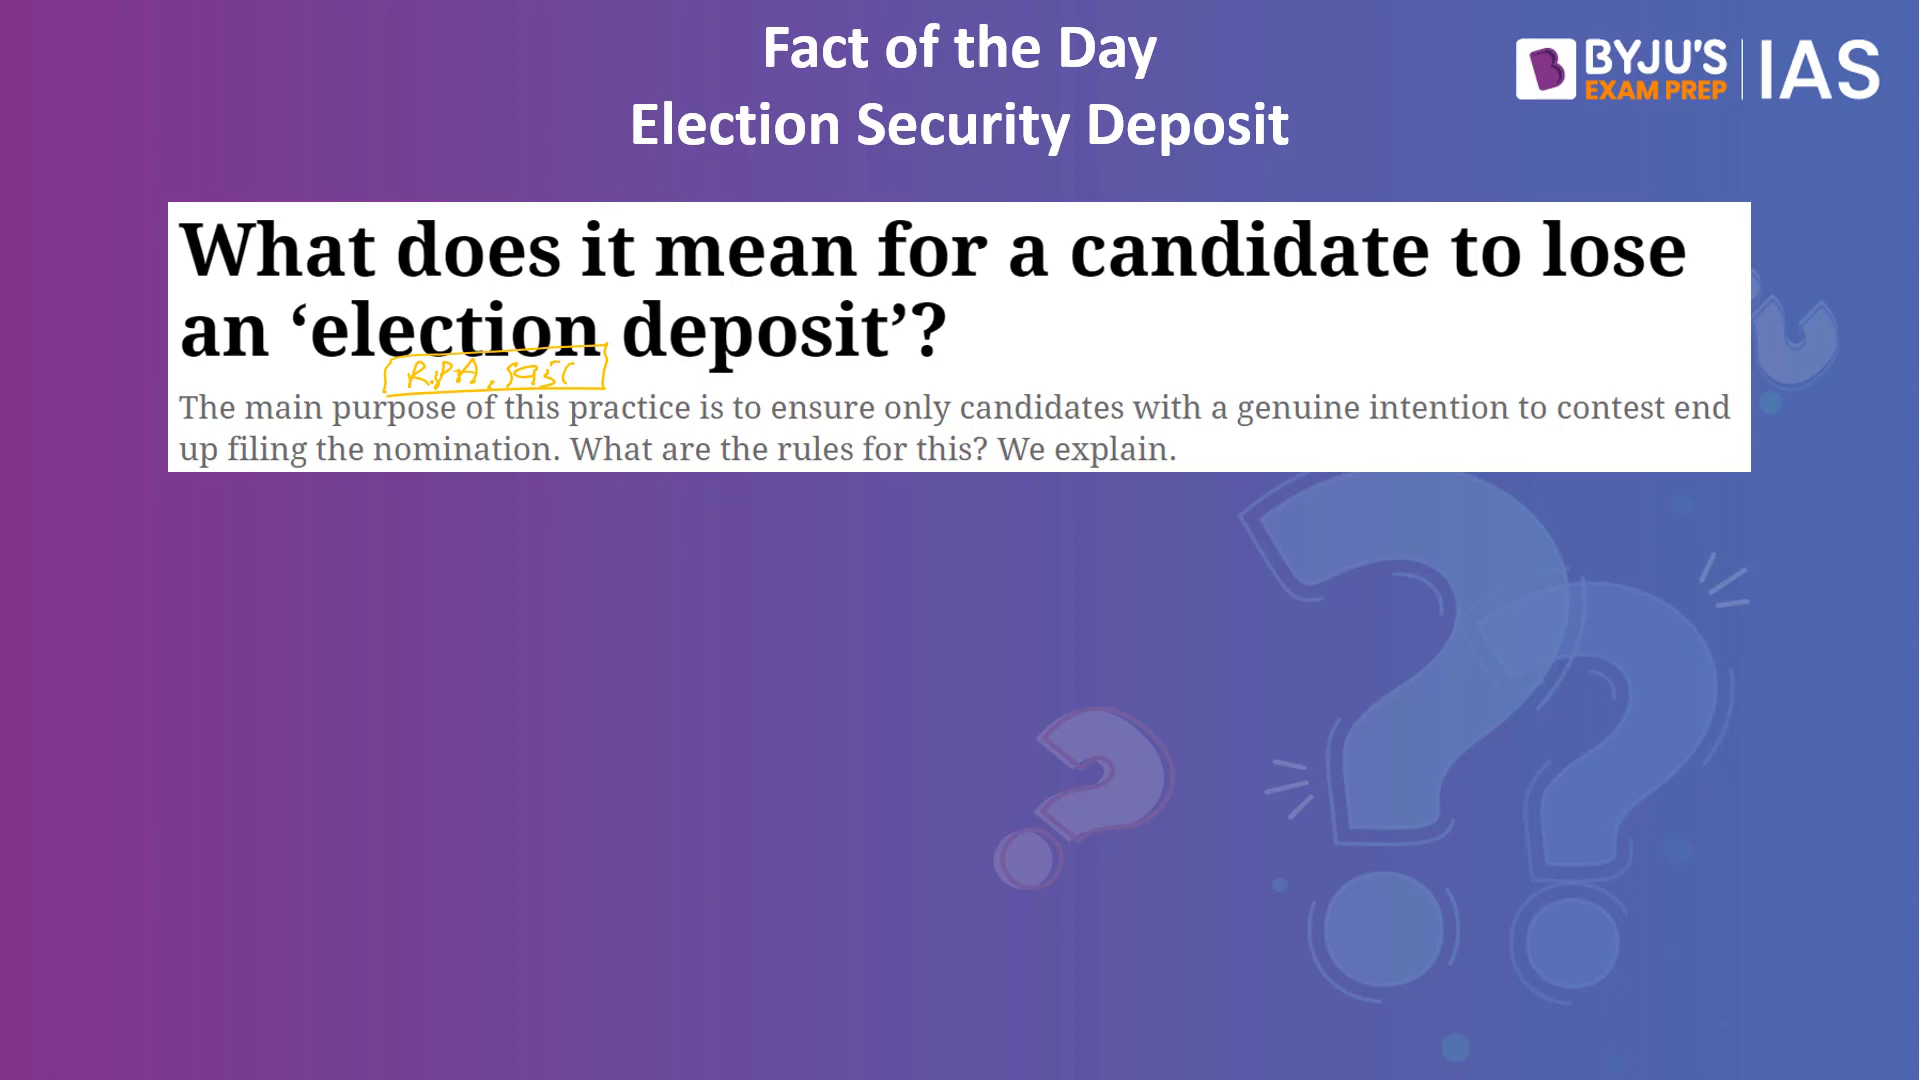 Fact of the Day
Election Security Deposit
BYJU'S
EXAM PREP
IAS
What does it mean for a candidate to lose
an ‘election deposit’?
RPA, 1951
The main purpose of this practice is to ensure only candidates with a genuine intention to contest end
up filing the nomination. What are the rules for this? We explain.